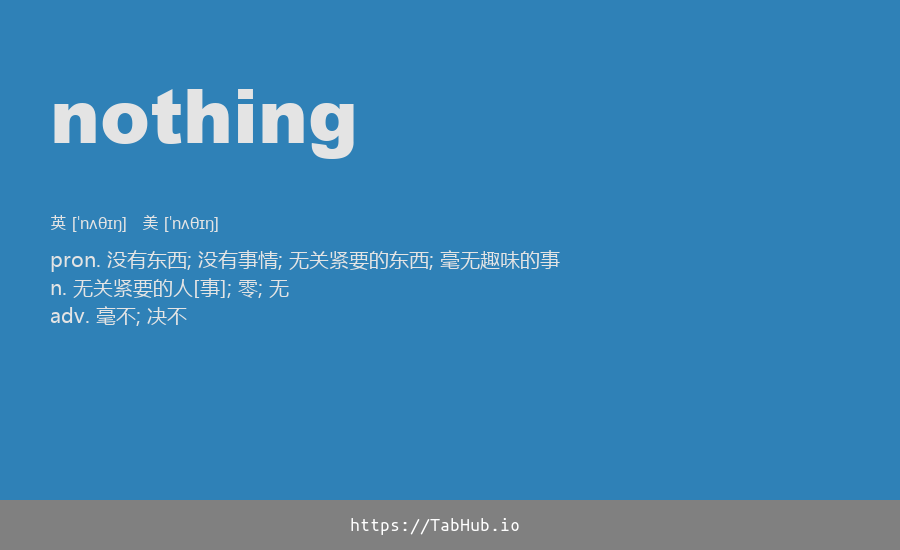 nothing
英 [ˈnʌθɪŋ] 美 [ˈnʌθɪŋ]
pron. 没有东西; 没有事情; 无关紧要的东西; 毫无趣味的事
n. 无关紧要的人[事]; 零; 无
adv. 毫不; 决不
https://TabHub.io